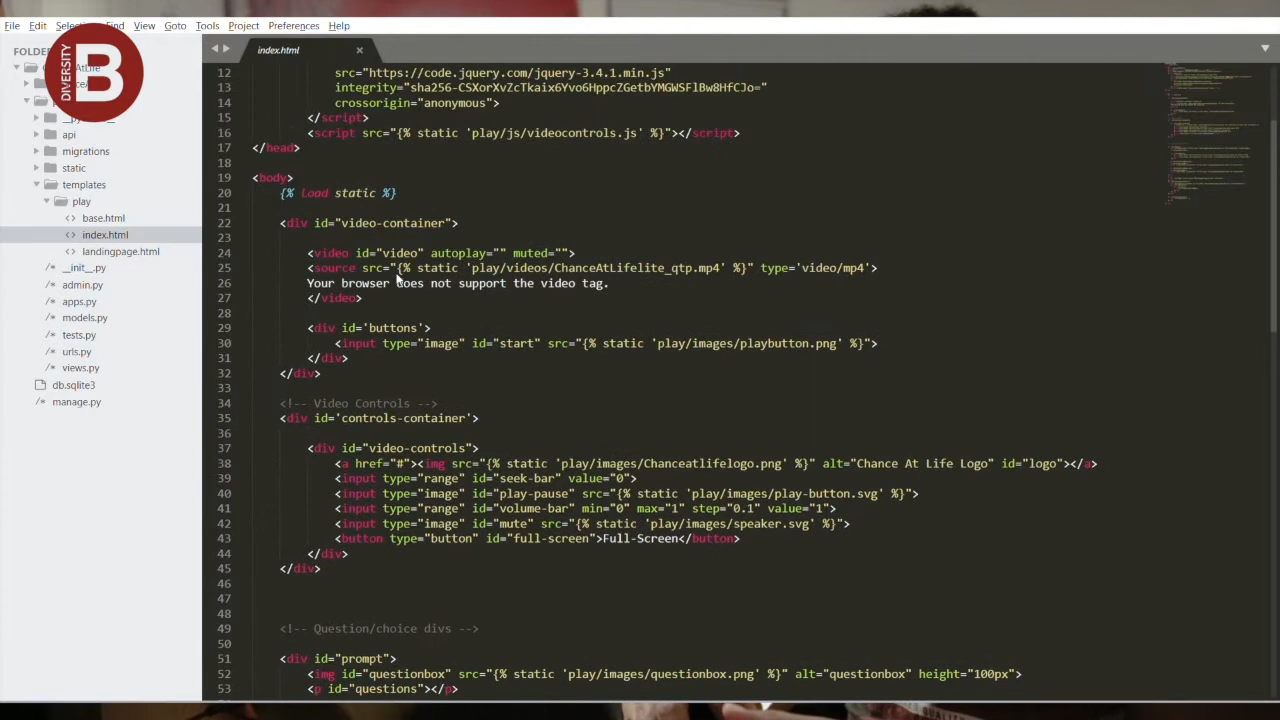 File Edit Selecti Find View Goto Tools Project Preferences Help
DIVERSITY
B
FOLDE
AtLife
api
migrations
static
templates
play
base.html
index.html
landingpage.html
__init__.py
admin.py
apps.py
models.py
tests.py
urls.py
views.py
db.sqlite3
manage.py
index.html
12 src="https://code.jquery.com/jquery-3.4.1.min.js"
13 integrity="sha256-CSXorXvZcTkaix6Yvo6HppcZGetbYMGWSFlBw8HfCJo="
14 crossorigin="anonymous">
15 </script>
16 <script src="{% static 'play/js/videocontrols.js' %}"></script>
17 </head>
18
19 <body>
20 {% load static %}
21
22 <div id="video-container">
23
24 <video id="video" autoplay="" muted="">
25 <source src="{% static 'play/videos/ChanceAtLifelite_qtp.mp4' %}" type='video/mp4'>
26 Your browser does not support the video tag.
27 </video>
28
29 <div id='buttons'>
30 <input type="image" id="start" src="{% static 'play/images/playbutton.png' %}">
31 </div>
32 </div>
33
34 <!-- Video Controls -->
35 <div id='controls-container'>
36
37 <div id="video-controls">
38 <a href="#"><img src="{% static 'play/images/Chanceatlifelogo.png' %}" alt="Chance At Life Logo" id="logo"></a>
39 <input type="range" id="seek-bar" value="0">
40 <input type="image" id="play-pause" src="{% static 'play/images/play-button.svg' %}">
41 <input type="range" id="volume-bar" min="0" max="1" step="0.1" value="1">
42 <input type="image" id="mute" src="{% static 'play/images/speaker.svg' %}">
43 <button type="button" id="full-screen">Full-Screen</button>
44 </div>
45 </div>
46
47
48
49 <!-- Question/choice divs -->
50
51 <div id="prompt">
52 <img id="questionbox" src="{% static 'play/images/questionbox.png' %}" alt="questionbox" height="100px">
53 <p id="questions"></p>